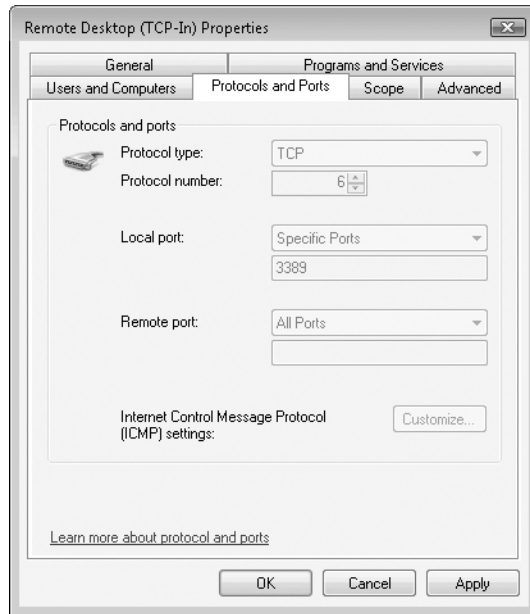 Remote Desktop (TCP-In) Properties
General
Programs and Services
Users and Computers
Protocols and Ports
Scope
Advanced
Protocols and ports
Protocol type:
TCP
Protocol number:
6
Local port:
Specific Ports
3389
Remote port:
All Ports
Internet Control Message Protocol
(ICMP) settings:
Customize...
Learn more about protocol and ports
OK
Cancel
Apply